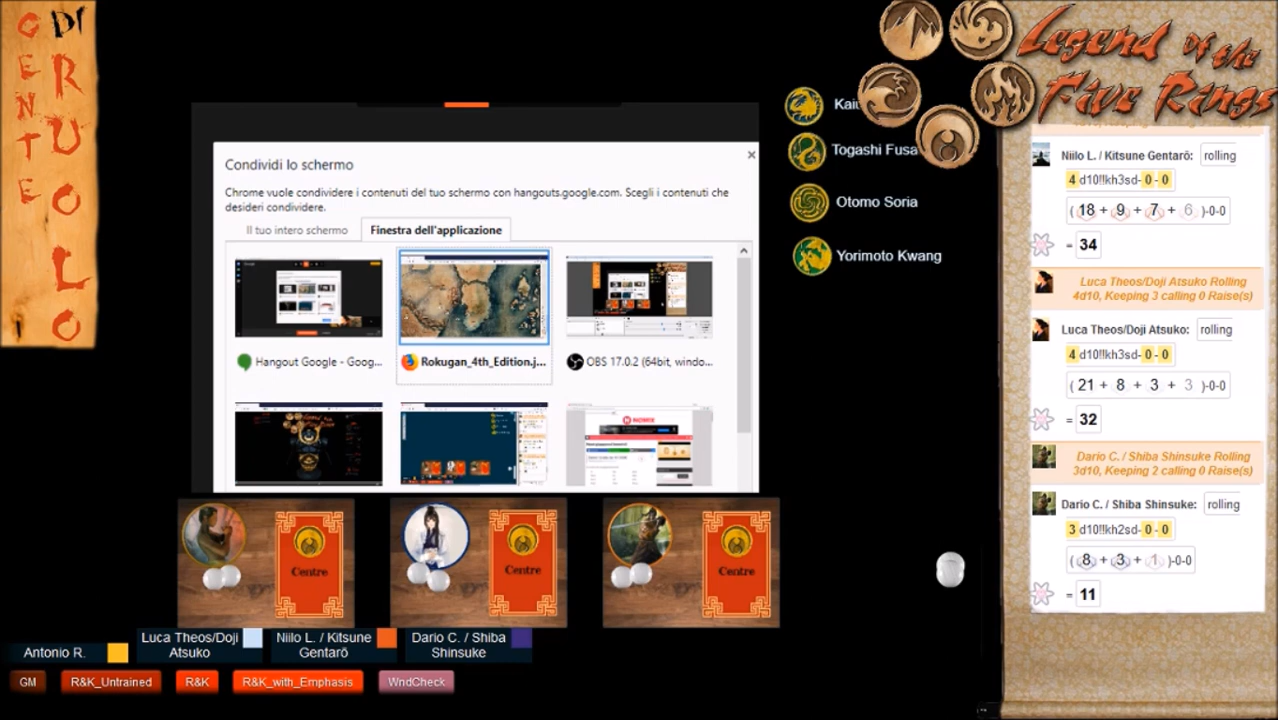 GENTE
DI
RUOLO
Legend of the
Five Rings
Condividi lo schermo
Chrome vuole condividere i contenuti del tuo schermo con hangouts.google.com. Scegli i contenuti che
desideri condividere.
Il tuo intero schermo
Finestra dell'applicazione
Hangout Google - Goog...
Rokugan_4th_Edition.j...
OBS 17.0.2 (64bit, windo...
Togashi Fusa
Otomo Soria
Yorimoto Kwang
Niilo L. / Kitsune Gentarō: rolling
4 d10!!kh3sd-0-0
(18+9+7+6)-0-0
= 34
Luca Theos/Doji Atsuko Rolling
4d10, Keeping 3 calling 0 Raise(s)
Luca Theos/Doji Atsuko: rolling
4 d10!!kh3sd-0-0
(21+8+3+3)-0-0
= 32
Dario C. / Shiba Shinsuke Rolling
3d10, Keeping 2 calling 0 Raise(s)
Dario C. / Shiba Shinsuke: rolling
3 d10!!kh2sd-0-0
(8+3+1)-0-0
= 11
Centre
Centre
Centre
Antonio R.
Luca Theos/Doji
Atsuko
Niilo L. / Kitsune
Gentarō
Dario C. / Shiba
Shinsuke
GM
R&K_Untrained
R&K
R&K_with_Emphasis
WndCheck